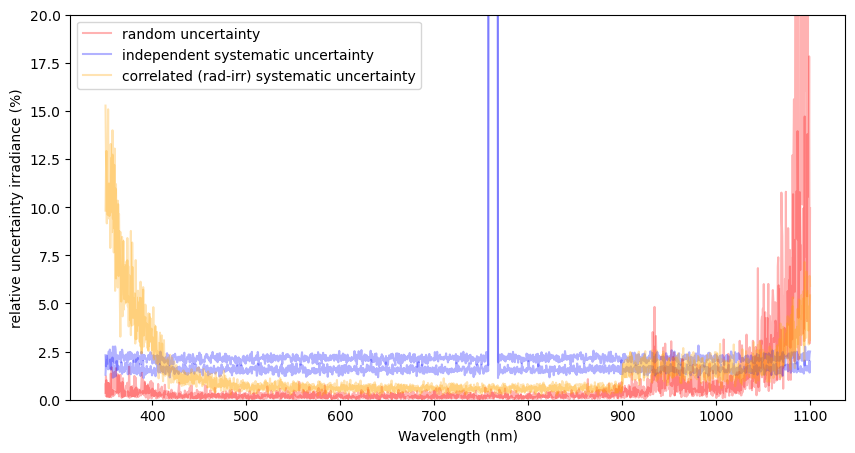 random uncertainty
independent systematic uncertainty
correlated (rad-irr) systematic uncertainty
relative uncertainty irradiance (%)
20.0
17.5
15.0
12.5
10.0
7.5
5.0
2.5
0.0
400 500 600 700 800 900 1000 1100
Wavelength (nm)